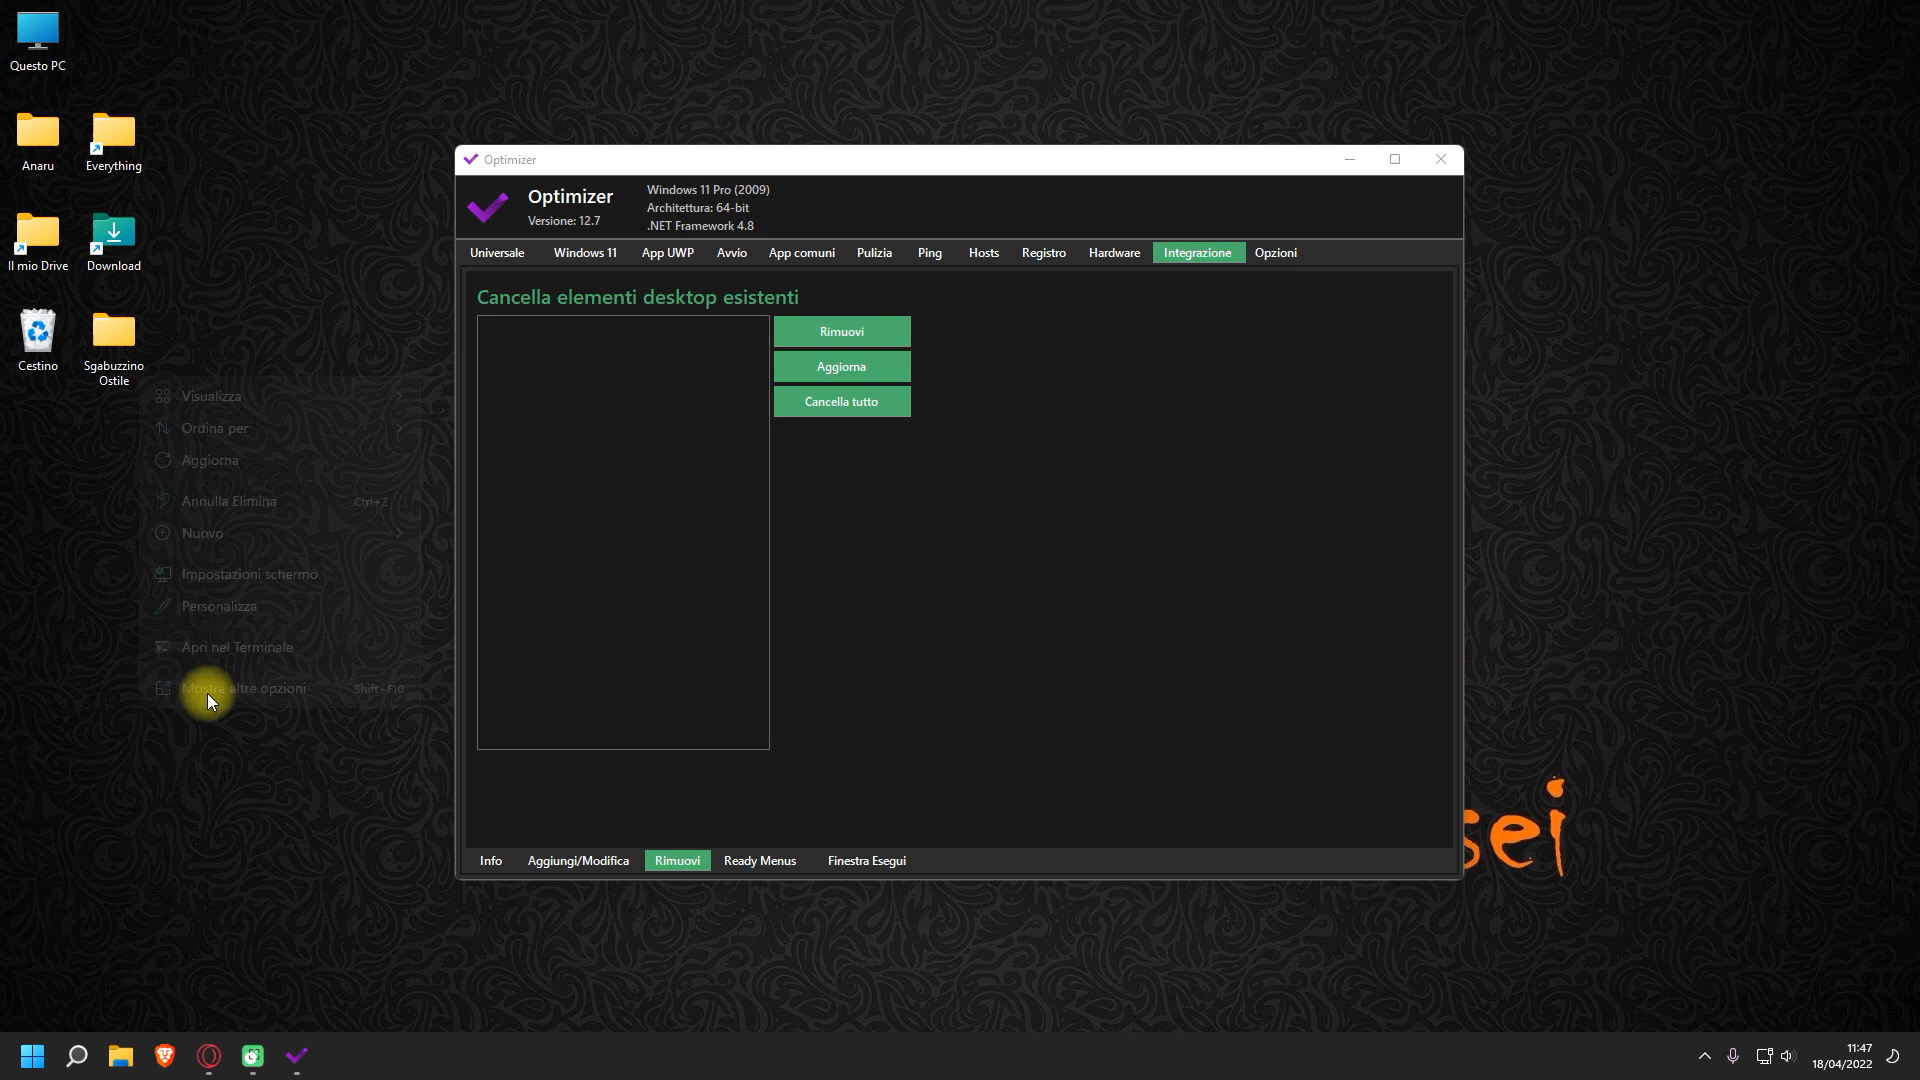 Questo PC
Anaru
Everything
Il mio Drive
Download
Cestino
Sgabuzzino
Ostile
Visualizza
Ordina per
Aggiorna
Annulla Elimina Ctrl+Z
Nuovo
Impostazioni schermo
Personalizza
Apri nel Terminale
Mostra altre opzioni Shift+F10
Optimizer
Optimizer
Versione: 12.7
Windows 11 Pro (2009)
Architettura: 64-bit
.NET Framework 4.8
Universale Windows 11 App UWP Avvio App comuni Pulizia Ping Hosts Registro Hardware Integrazione Opzioni
Cancella elementi desktop esistenti
Rimuovi
Aggiorna
Cancella tutto
Info Aggiungi/Modifica Rimuovi Ready Menus Finestra Esegui
sei
11:47
18/04/2022